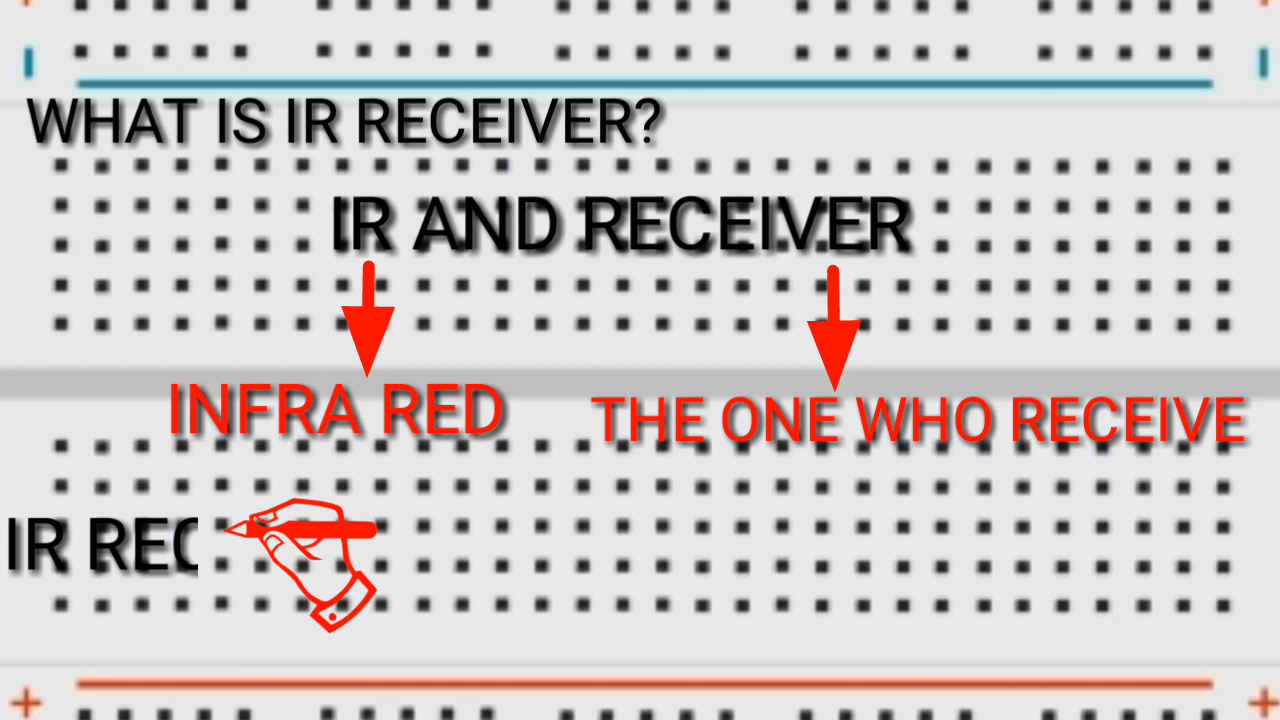 WHAT IS IR RECEIVER?
IR AND RECEIVER
INFRA RED
THE ONE WHO RECEIVE
IR REC